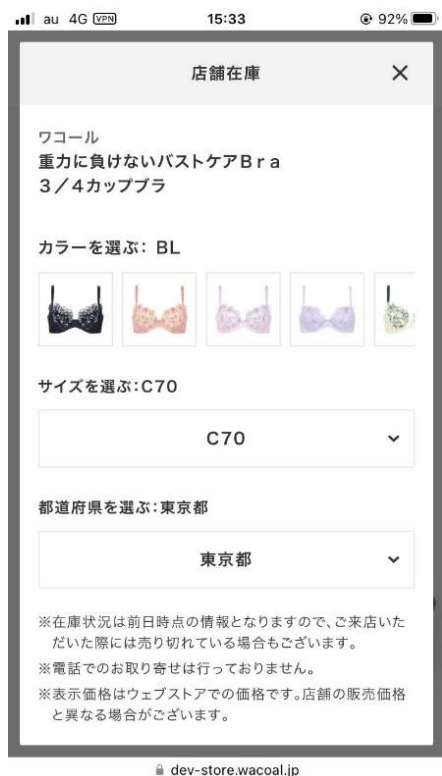 au 4G VPN 15:33 92%
店舗在庫 ×
ワコール
重力に負けないバストケアBra
3/4カップブラ
カラーを選ぶ: BL
サイズを選ぶ:C70
C70
都道府県を選ぶ:東京都
東京都
※在庫状況は前日時点の情報となりますので、ご来店いた
だいた際には売り切れている場合もございます。
※電話でのお取り寄せは行っておりません。
※表示価格はウェブストアでの価格です。店舗の販売価格
と異なる場合がございます。
dev-store.wacoal.jp